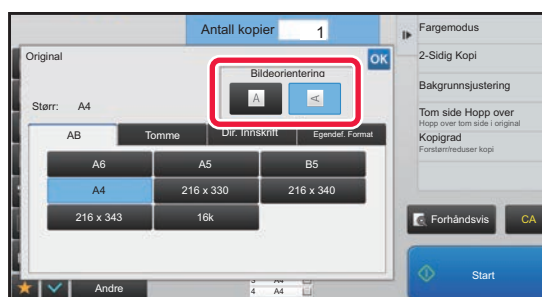 Antall kopier 1
Original
OK
Bildeorientering
A A
Størr: A4
AB Tomme Dir. Innskrift Egendef. Format
A6 A5 B5
A4 216 x 330 216 x 340
216 x 343 16k
Andre
4 A4
Fargemodus
2-Sidig Kopi
Bakgrunnsjustering
Tom side Hopp over
Hopp over tom side i original
Kopigrad
Forstørr/reduser kopi
Forhåndsvis CA
Start